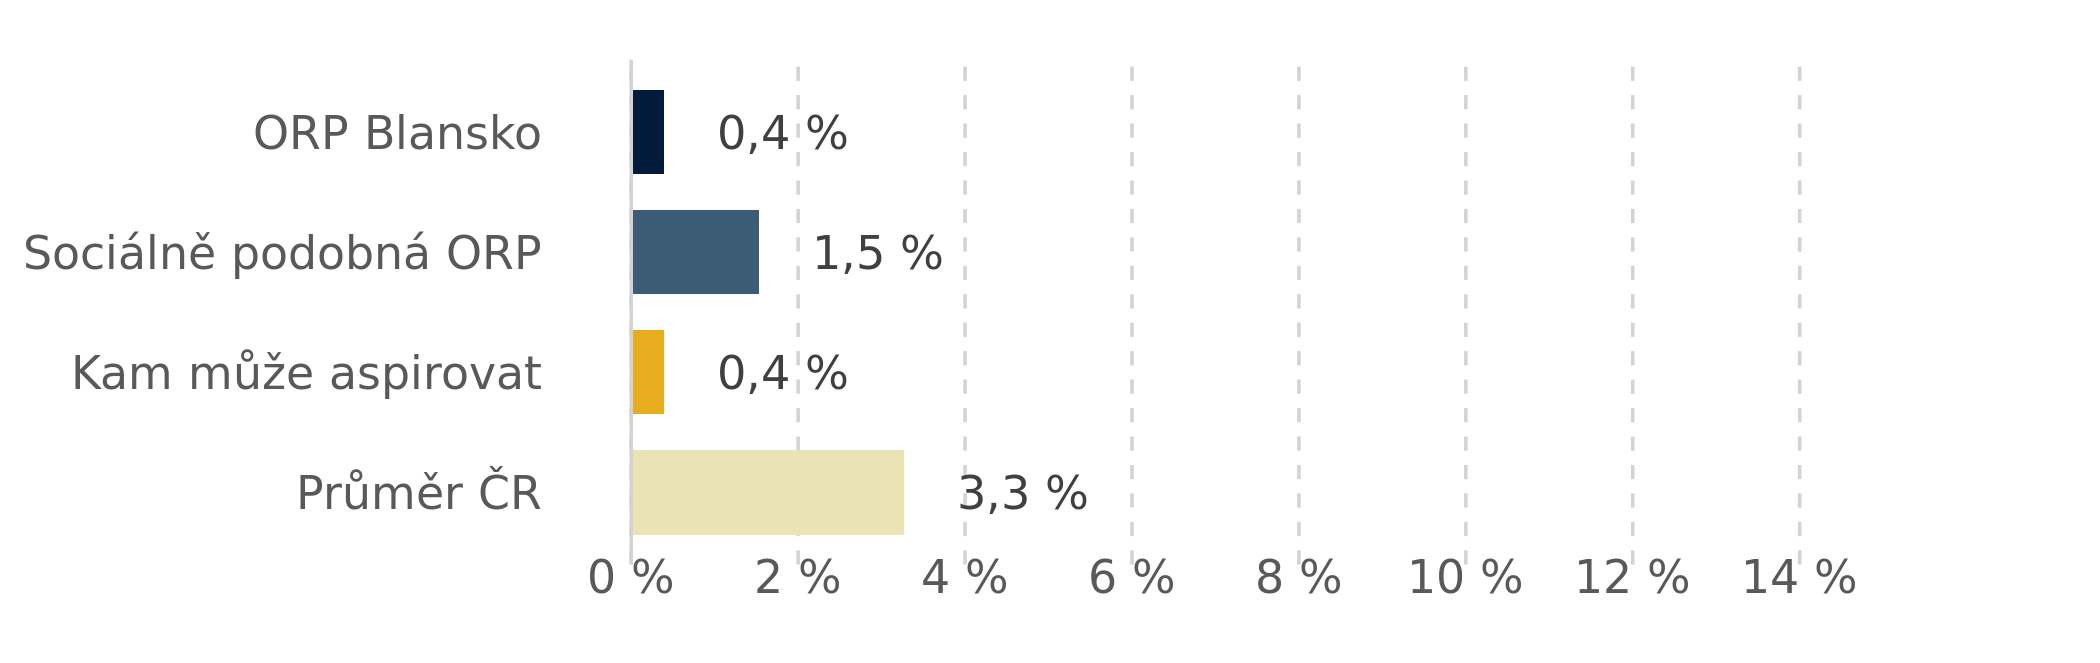 ORP Blansko 0,4 %
Sociálně podobná ORP 1,5 %
Kam může aspirovat 0,4 %
Průměr ČR 3,3 %
0 % 2 % 4 % 6 % 8 % 10 % 12 % 14 %